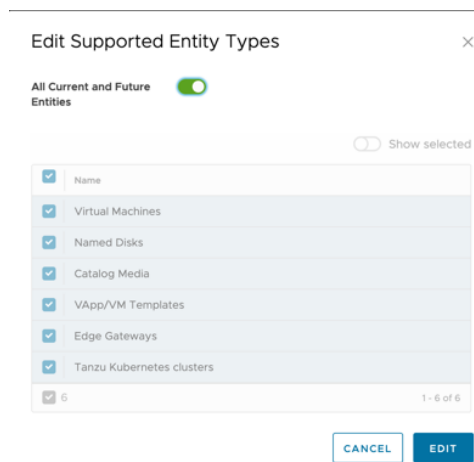 Edit Supported Entity Types
All Current and Future
Entities
Show selected
Name
Virtual Machines
Named Disks
Catalog Media
VApp/VM Templates
Edge Gateways
Tanzu Kubernetes clusters
6
1 - 6 of 6
CANCEL
EDIT